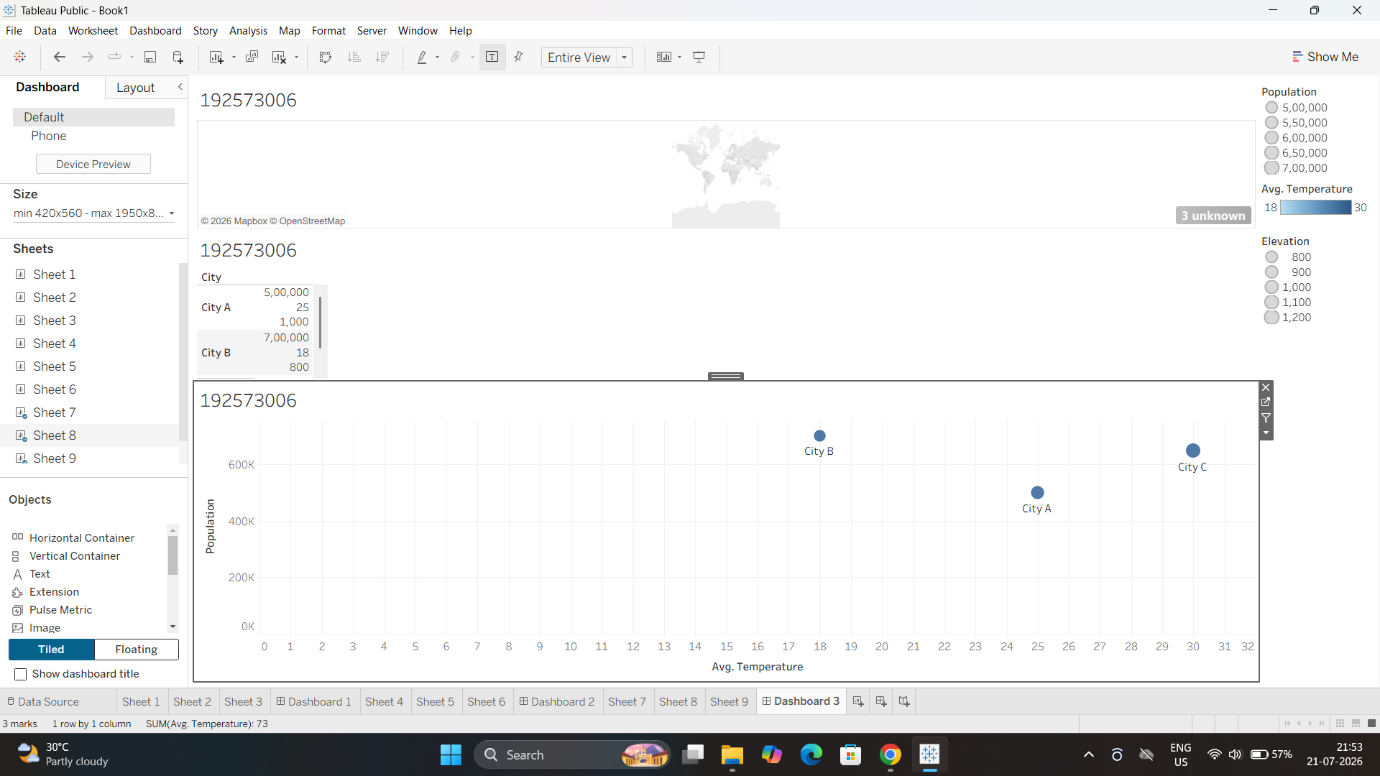 Tableau Public - Book1
File Data Worksheet Dashboard Story Analysis Map Format Server Window Help
Entire View
Show Me
Dashboard Layout
Default
Phone
Device Preview
Size
min 420x560 - max 1950x8...
Sheets
Sheet 1
Sheet 2
Sheet 3
Sheet 4
Sheet 5
Sheet 6
Sheet 7
Sheet 8
Sheet 9
Objects
Horizontal Container
Vertical Container
Text
Extension
Pulse Metric
Image
Tiled Floating
Show dashboard title
192573006
© 2026 Mapbox © OpenStreetMap
3 unknown
192573006
City
City A
5,00,000
25
1,000
City B
7,00,000
18
800
192573006
Population
600K
400K
200K
0K
City B
City C
City A
0 1 2 3 4 5 6 7 8 9 10 11 12 13 14 15 16 17 18 19 20 21 22 23 24 25 26 27 28 29 30 31 32
Avg. Temperature
Population
5,00,000
5,50,000
6,00,000
6,50,000
7,00,000
Avg. Temperature
18 30
Elevation
800
900
1,000
1,100
1,200
Data Source Sheet 1 Sheet 2 Sheet 3 Dashboard 1 Sheet 4 Sheet 5 Sheet 6 Dashboard 2 Sheet 7 Sheet 8 Sheet 9 Dashboard 3
3 marks 1 row by 1 column SUM(Avg. Temperature): 73
30°C
Partly cloudy
Search
ENG
US
57%
21:53
21-07-2026